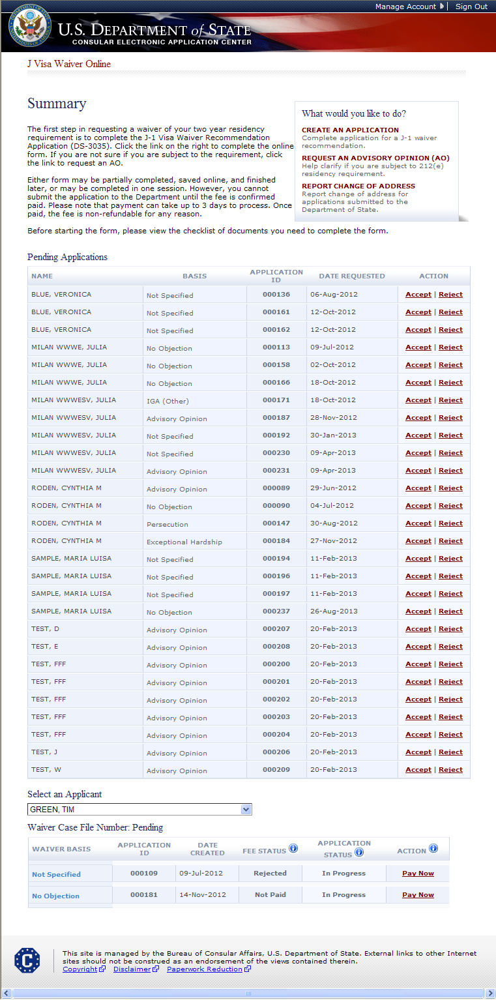 Manage Account | Sign Out
U.S. DEPARTMENT of STATE
CONSULAR ELECTRONIC APPLICATION CENTER
J Visa Waiver Online
Summary
The first step in requesting a waiver of your two year residency
requirement is to complete the J-1 Visa Waiver Recommendation
Application (DS-3035). Click the link on the right to complete the online
form. If you are not sure if you are subject to the requirement, click
the link to request an AO.
Either form may be partially completed, saved online, and finished
later, or may be completed in one session. However, you cannot
submit the application to the Department until the fee is confirmed
paid. Please note that payment can take up to 3 days to process. Once
paid, the fee is non-refundable for any reason.
Before starting the form, please view the checklist of documents you need to complete the form.
What would you like to do?
CREATE AN APPLICATION
Complete application for a J-1 waiver
recommendation.
REQUEST AN ADVISORY OPINION (AO)
Help clarify if you are subject to 212(e)
residency requirement.
REPORT CHANGE OF ADDRESS
Report change of address for
applications submitted to the
Department of State.
Pending Applications
NAME BASIS APPLICATION ID DATE REQUESTED ACTION
BLUE, VERONICA Not Specified 000136 06-Aug-2012 Accept | Reject
BLUE, VERONICA Not Specified 000161 12-Oct-2012 Accept | Reject
BLUE, VERONICA Not Specified 000162 12-Oct-2012 Accept | Reject
MILAN WWWE, JULIA No Objection 000113 09-Jul-2012 Accept | Reject
MILAN WWWE, JULIA No Objection 000158 02-Oct-2012 Accept | Reject
MILAN WWWE, JULIA No Objection 000166 18-Oct-2012 Accept | Reject
MILAN WWWESV, JULIA IGA (Other) 000171 18-Oct-2012 Accept | Reject
MILAN WWWESV, JULIA Advisory Opinion 000187 28-Nov-2012 Accept | Reject
MILAN WWWESV, JULIA Not Specified 000192 30-Jan-2013 Accept | Reject
MILAN WWWESV, JULIA Not Specified 000230 09-Apr-2013 Accept | Reject
MILAN WWWESV, JULIA Advisory Opinion 000231 09-Apr-2013 Accept | Reject
RODEN, CYNTHIA M Advisory Opinion 000089 29-Jun-2012 Accept | Reject
RODEN, CYNTHIA M No Objection 000090 04-Jul-2012 Accept | Reject
RODEN, CYNTHIA M Persecution 000147 30-Aug-2012 Accept | Reject
RODEN, CYNTHIA M Exceptional Hardship 000184 27-Nov-2012 Accept | Reject
SAMPLE, MARIA LUISA Not Specified 000194 11-Feb-2013 Accept | Reject
SAMPLE, MARIA LUISA Not Specified 000196 11-Feb-2013 Accept | Reject
SAMPLE, MARIA LUISA Not Specified 000197 11-Feb-2013 Accept | Reject
SAMPLE, MARIA LUISA No Objection 000237 26-Aug-2013 Accept | Reject
TEST, D Advisory Opinion 000207 20-Feb-2013 Accept | Reject
TEST, E Advisory Opinion 000208 20-Feb-2013 Accept | Reject
TEST, FFF Advisory Opinion 000200 20-Feb-2013 Accept | Reject
TEST, FFF Advisory Opinion 000201 20-Feb-2013 Accept | Reject
TEST, FFF Advisory Opinion 000202 20-Feb-2013 Accept | Reject
TEST, FFF Advisory Opinion 000203 20-Feb-2013 Accept | Reject
TEST, FFF Advisory Opinion 000204 20-Feb-2013 Accept | Reject
TEST, J Advisory Opinion 000206 20-Feb-2013 Accept | Reject
TEST, W Advisory Opinion 000209 20-Feb-2013 Accept | Reject
Select an Applicant
GREEN, TIM
Waiver Case File Number: Pending
WAIVER BASIS APPLICATION ID DATE CREATED FEE STATUS APPLICATION STATUS ACTION
Not Specified 000109 09-Jul-2012 Rejected In Progress Pay Now
No Objection 000181 14-Nov-2012 Not Paid In Progress Pay Now
C
This site is managed by the Bureau of Consular Affairs, U.S. Department of State. External links to other Internet
sites should not be construed as an endorsement of the views contained therein.
Copyright Disclaimer Paperwork Reduction